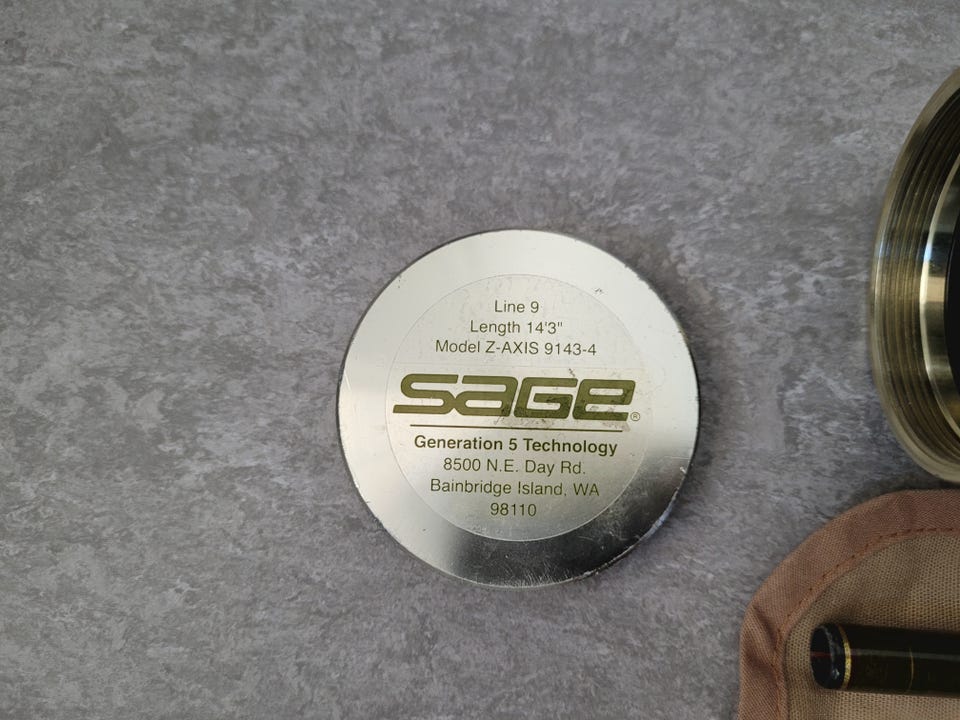 Line 9
Length 14'3"
Model Z-AXIS 9143-4
SAGE®
Generation 5 Technology
8500 N.E. Day Rd.
Bainbridge Island, WA
98110